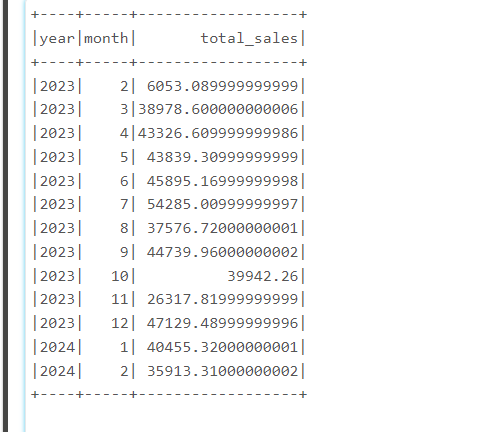 +----+-----+------------------+
|year|month|       total_sales|
+----+-----+------------------+
|2023|    2| 6053.089999999999|
|2023|    3|38978.600000000006|
|2023|    4|43326.609999999986|
|2023|    5| 43839.30999999999|
|2023|    6| 45895.16999999998|
|2023|    7| 54285.00999999997|
|2023|    8| 37576.72000000001|
|2023|    9| 44739.96000000002|
|2023|   10|          39942.26|
|2023|   11| 26317.81999999999|
|2023|   12| 47129.48999999996|
|2024|    1| 40455.32000000001|
|2024|    2| 35913.31000000002|
+----+-----+------------------+